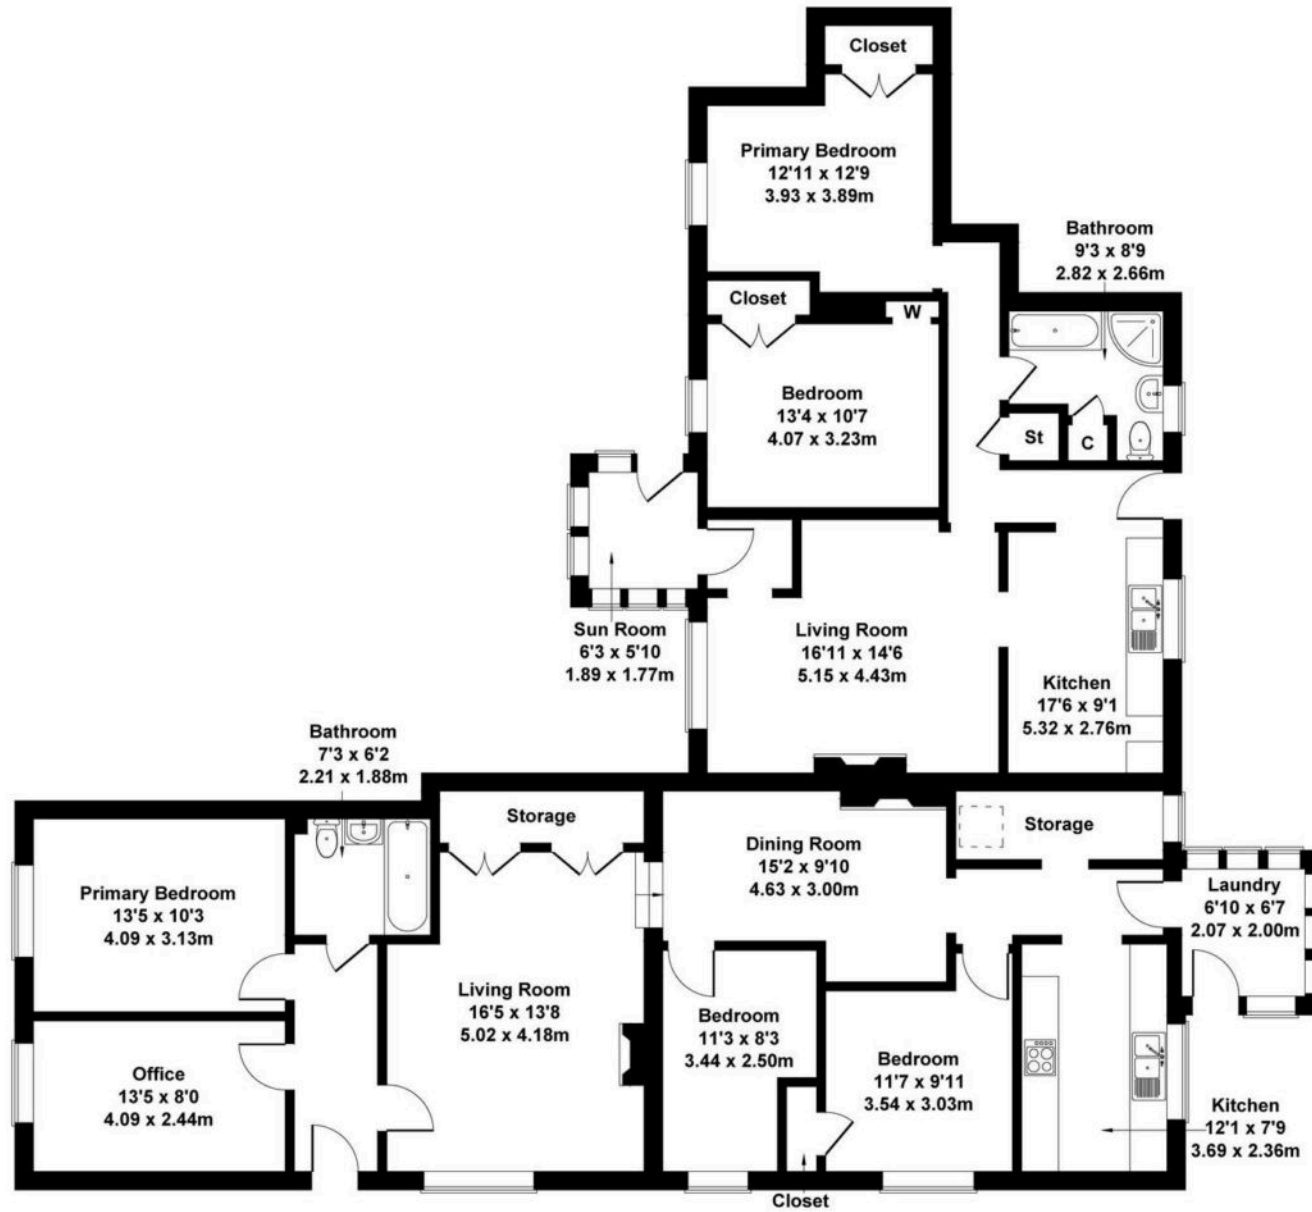 Closet
Primary Bedroom
12'11 x 12'9
3.93 x 3.89m
Bathroom
9'3 x 8'9
2.82 x 2.66m
Closet
W
Bedroom
13'4 x 10'7
4.07 x 3.23m
St
C
Sun Room
6'3 x 5'10
1.89 x 1.77m
Living Room
16'11 x 14'6
5.15 x 4.43m
Kitchen
17'6 x 9'1
5.32 x 2.76m
Bathroom
7'3 x 6'2
2.21 x 1.88m
Storage
Dining Room
15'2 x 9'10
4.63 x 3.00m
Storage
Primary Bedroom
13'5 x 10'3
4.09 x 3.13m
Laundry
6'10 x 6'7
2.07 x 2.00m
Living Room
16'5 x 13'8
5.02 x 4.18m
Bedroom
11'3 x 8'3
3.44 x 2.50m
Office
13'5 x 8'0
4.09 x 2.44m
Bedroom
11'7 x 9'11
3.54 x 3.03m
Kitchen
12'1 x 7'9
3.69 x 2.36m
Closet